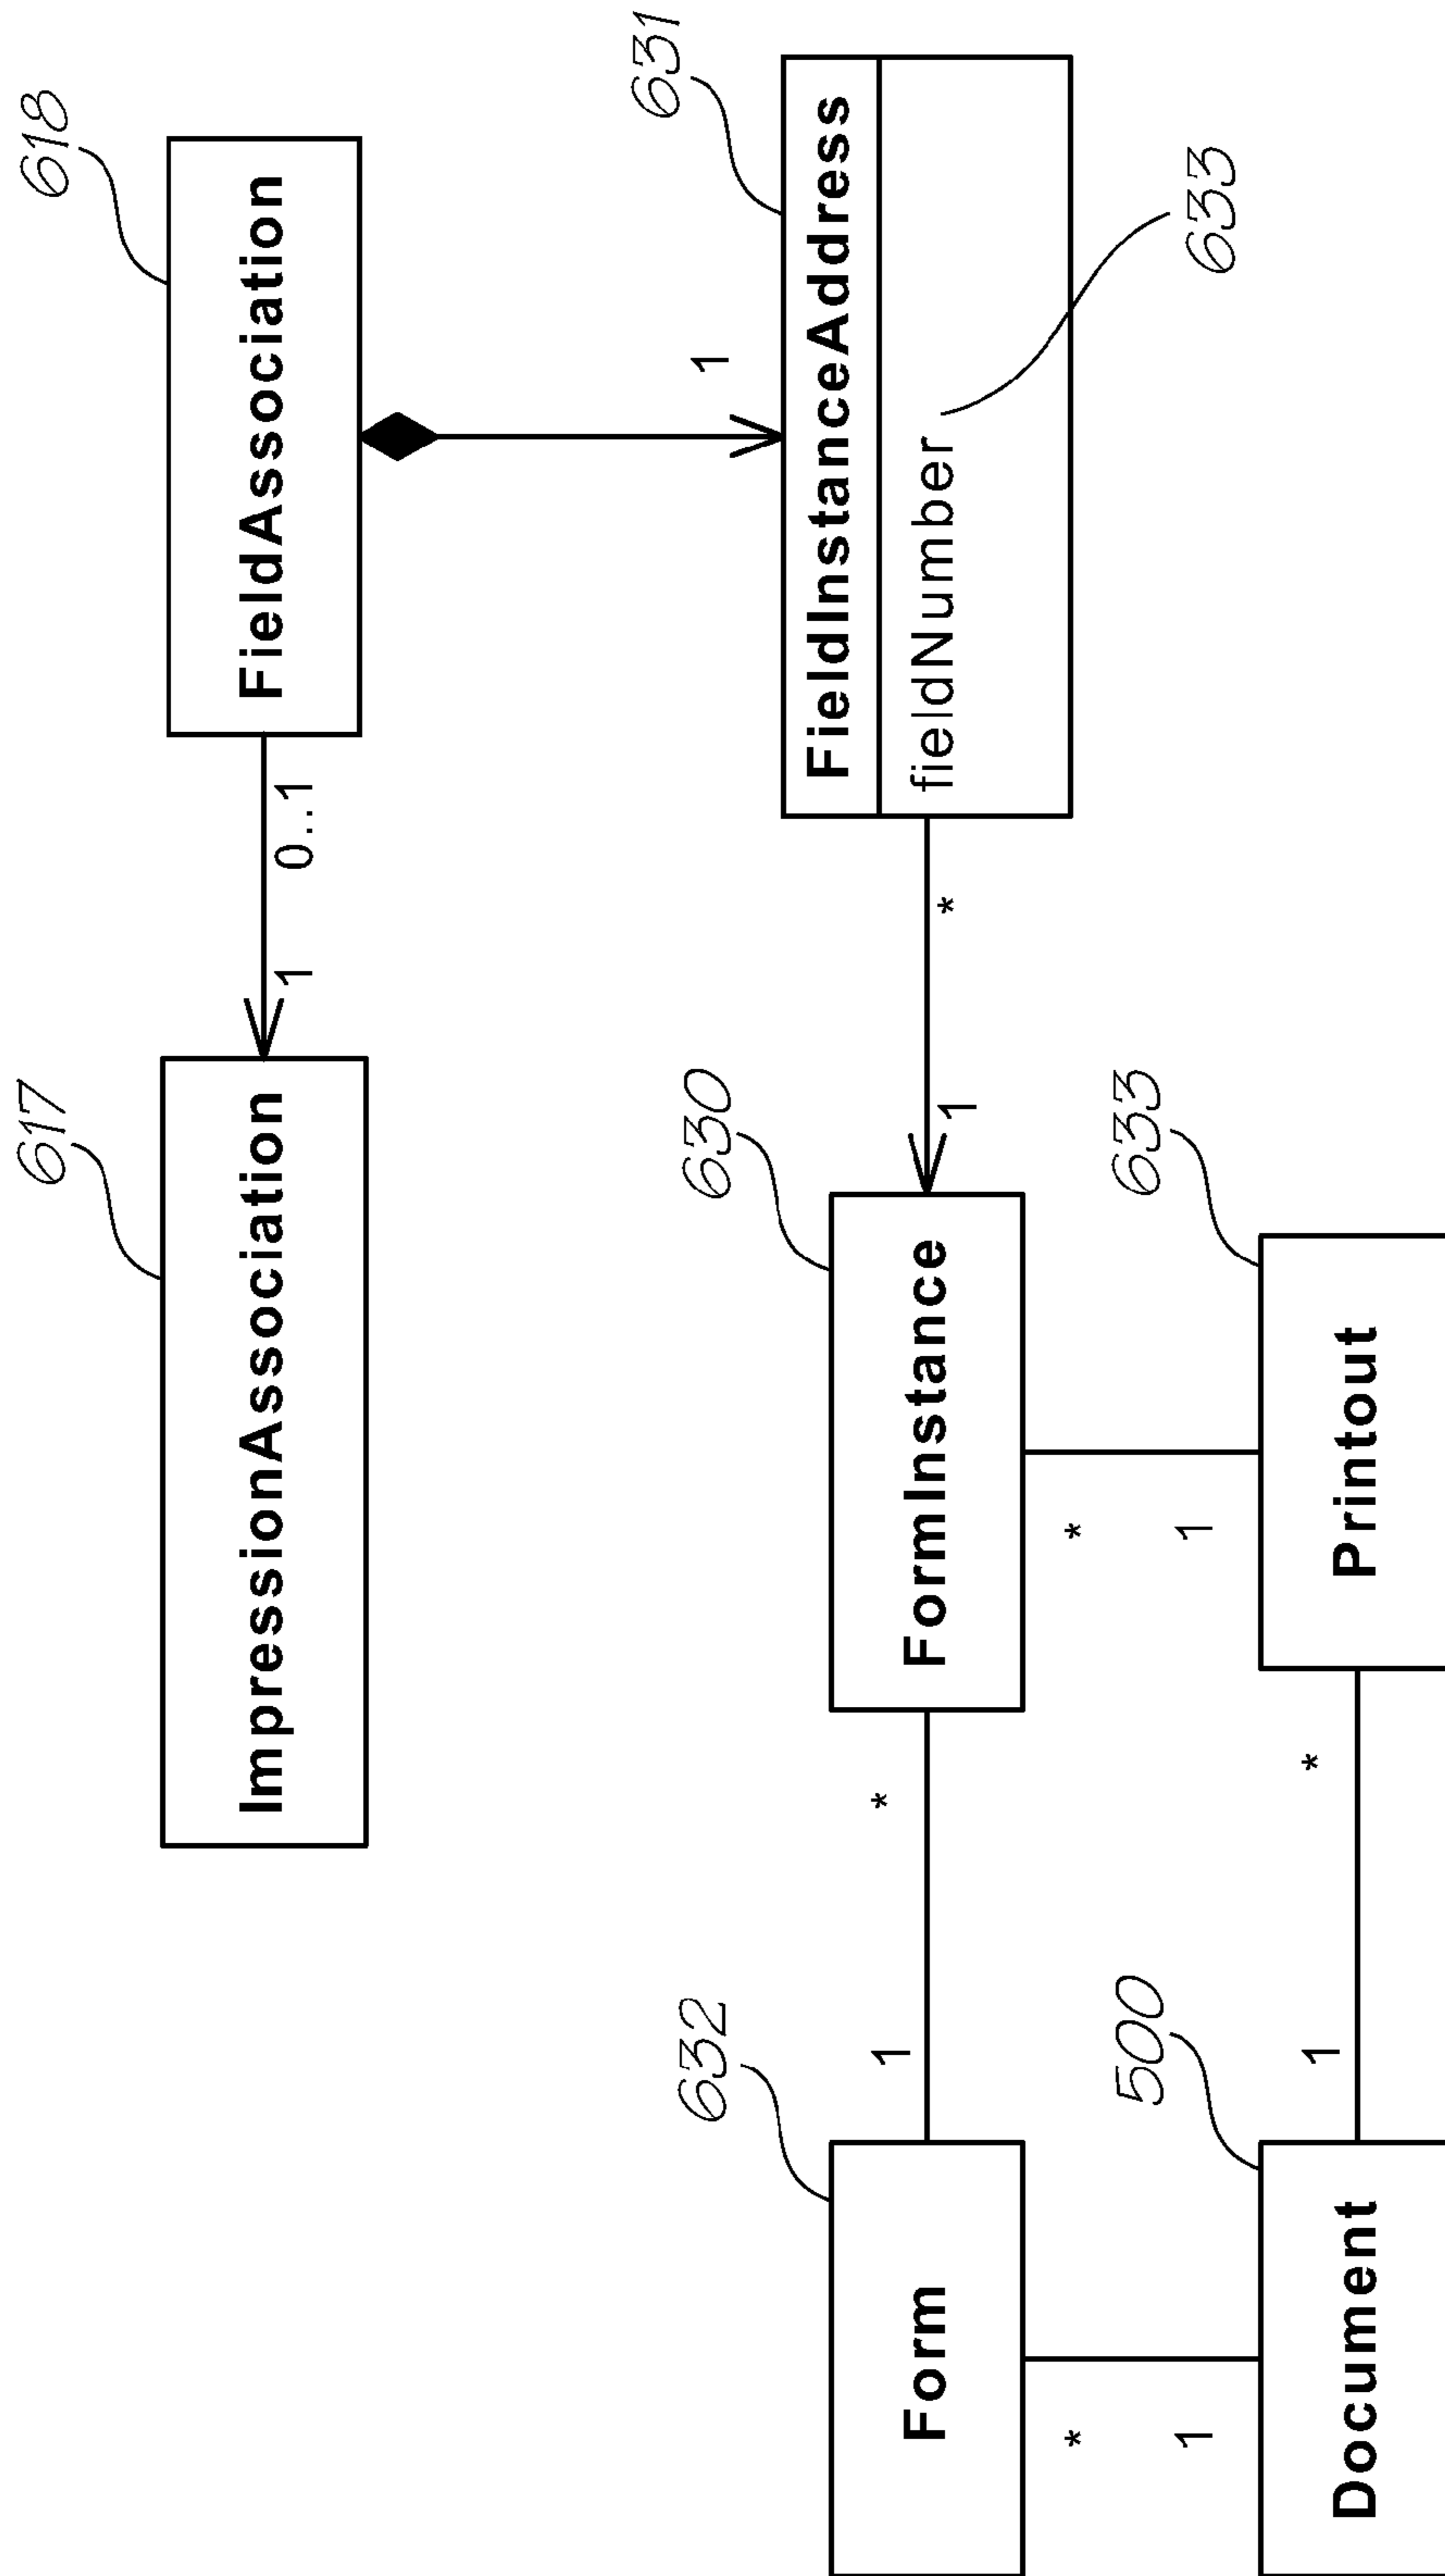 617
618
ImpressionAssociation
FieldAssociation
1
0..1
1
632
630
631
1
*
1
*
Form
FormInstance
FieldInstanceAddress
fieldNumber
*
*
1
1
500
633
633
1
*
Document
Printout